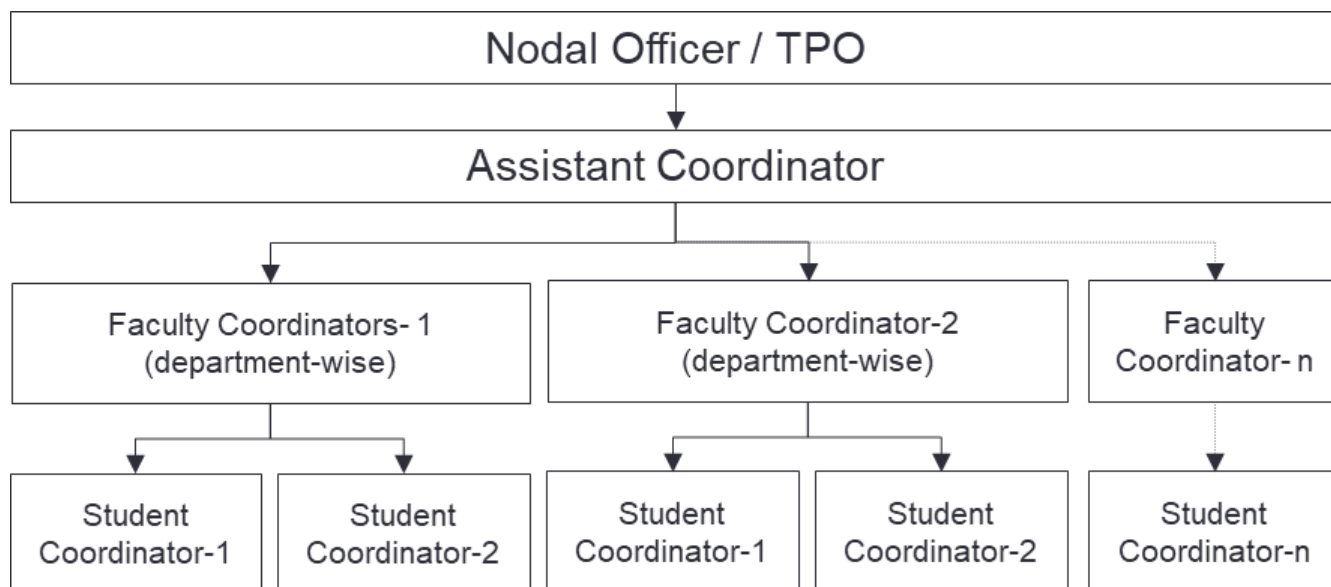 Nodal Officer / TPO
Assistant Coordinator
Faculty Coordinators- 1
(department-wise)
Faculty Coordinator-2
(department-wise)
Faculty
Coordinator- n
Student
Coordinator-1
Student
Coordinator-2
Student
Coordinator-1
Student
Coordinator-2
Student
Coordinator-n